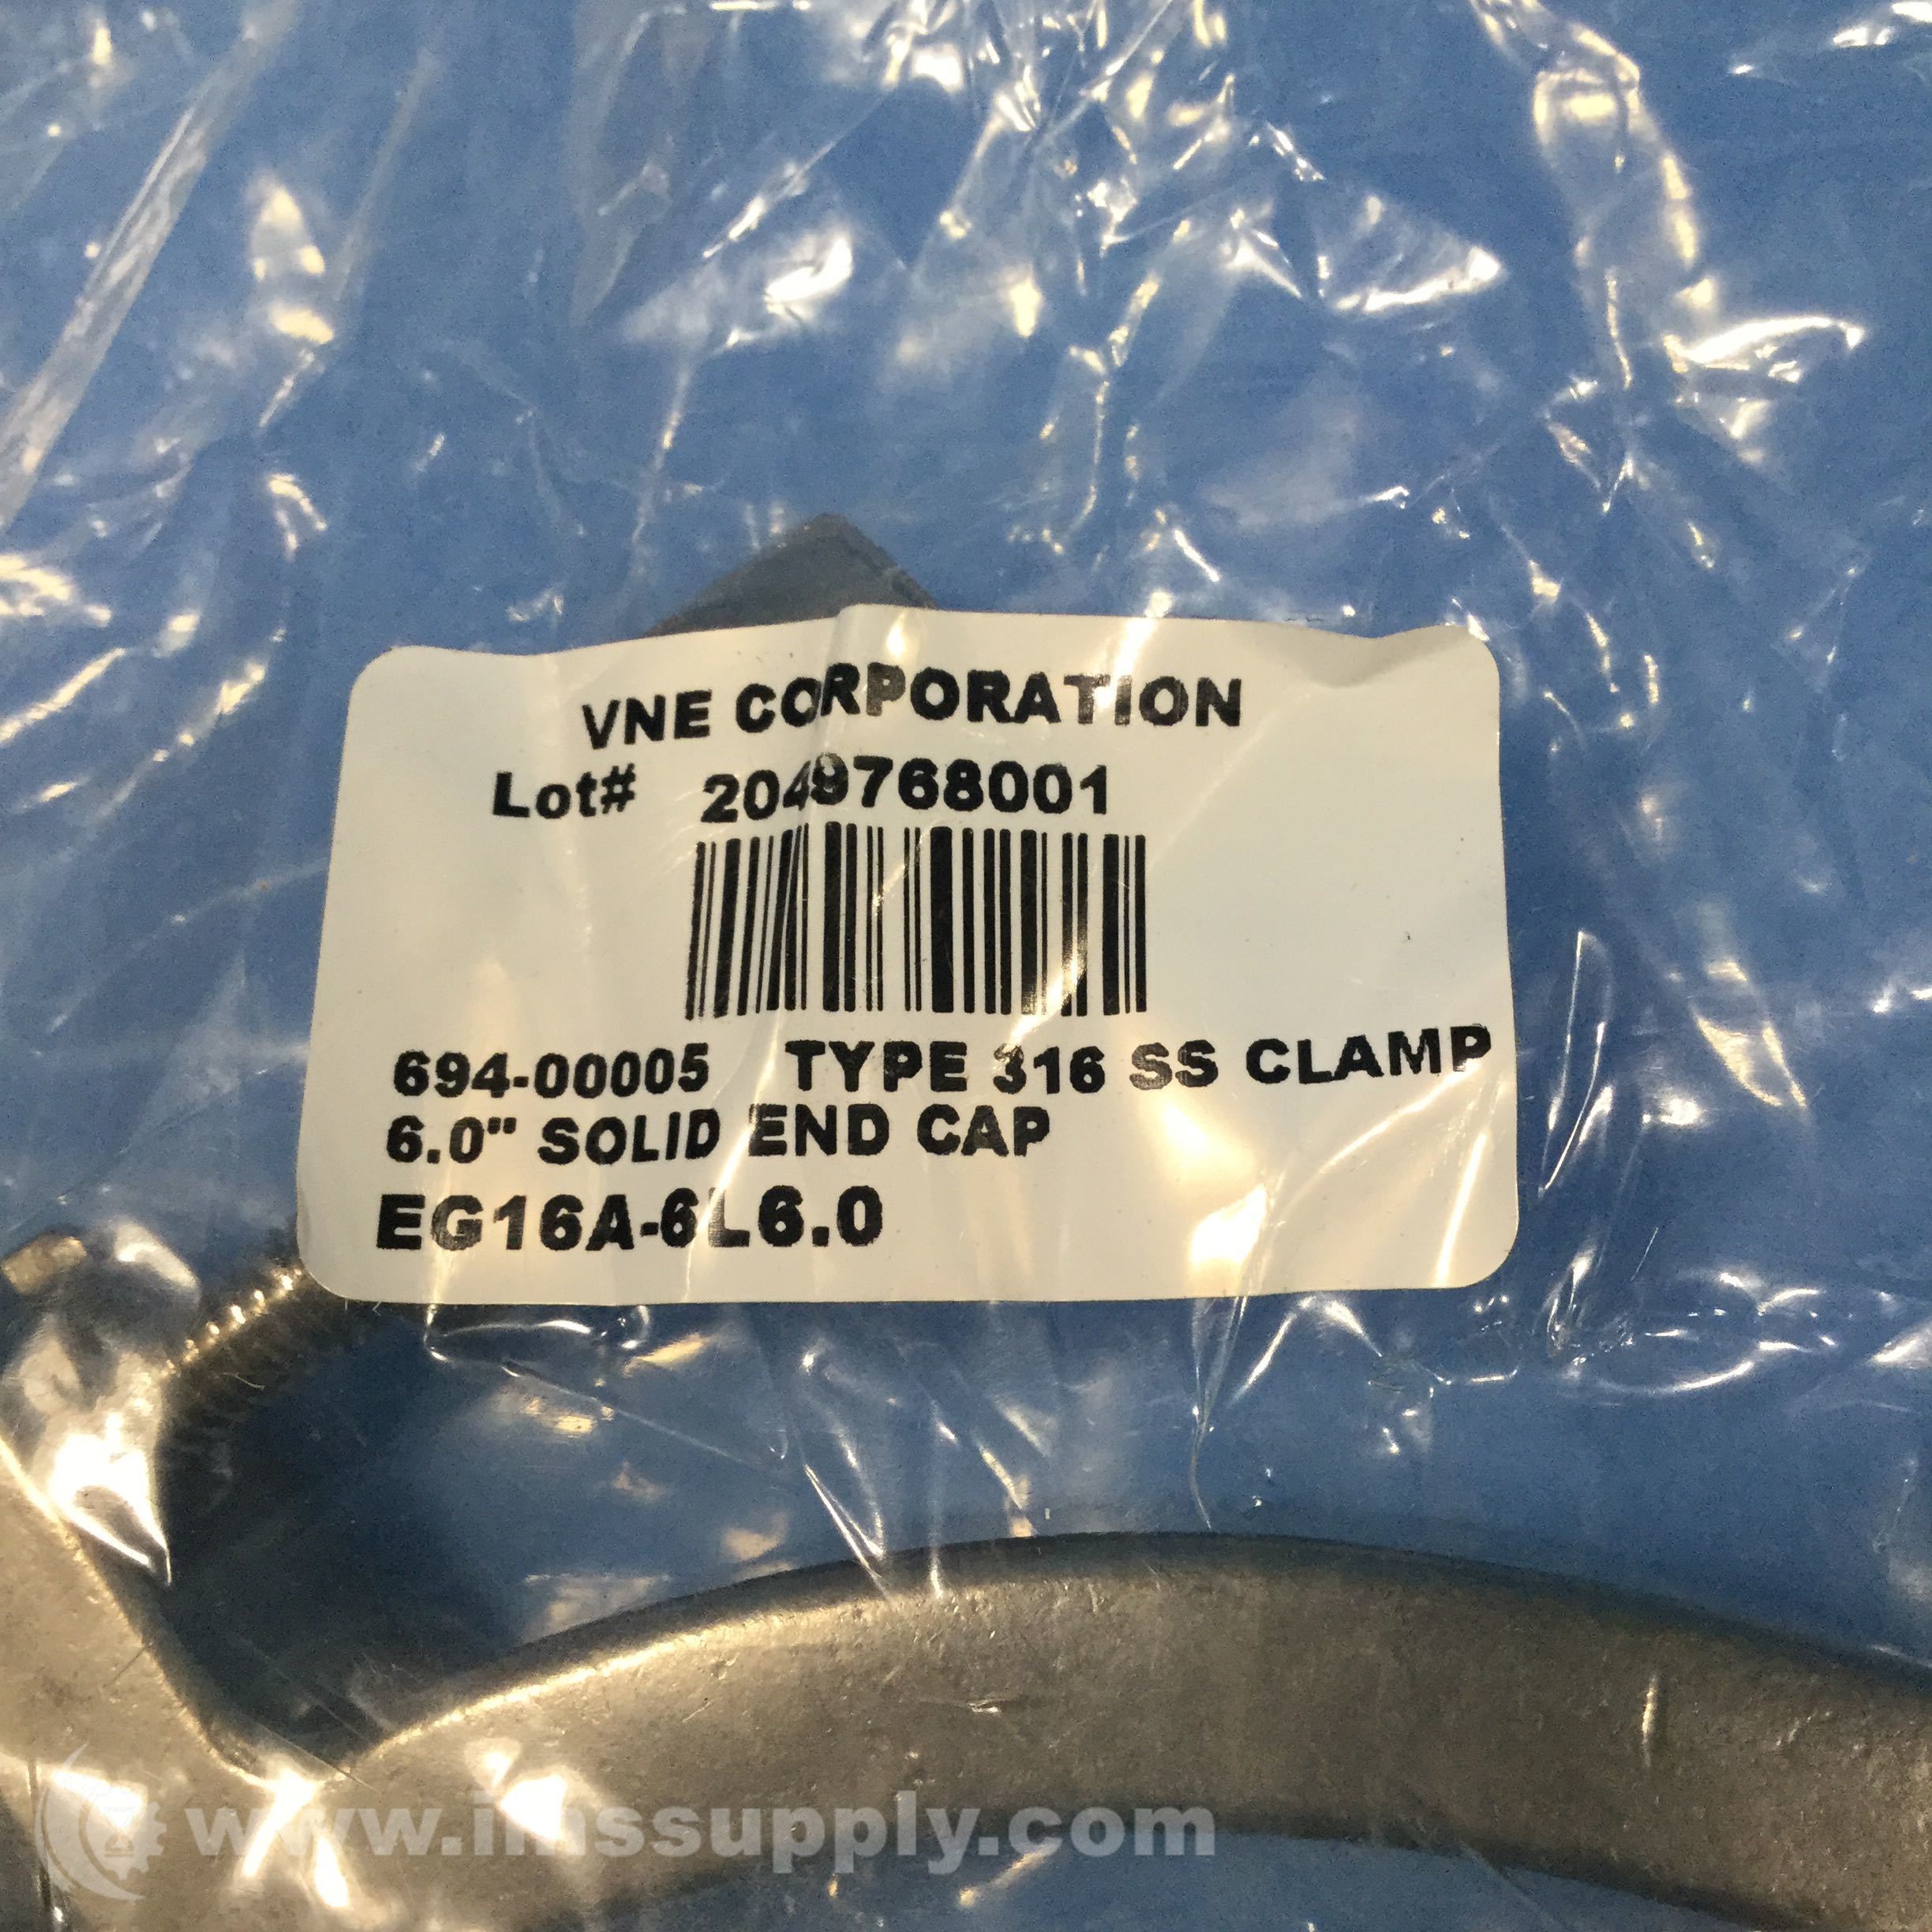 VNE CORPORATION
Lot# 2049768001
694-00005 TYPE 316 SS CLAMP
6.0" SOLID END CAP
EG16A-6L6.0
www.imssupply.com